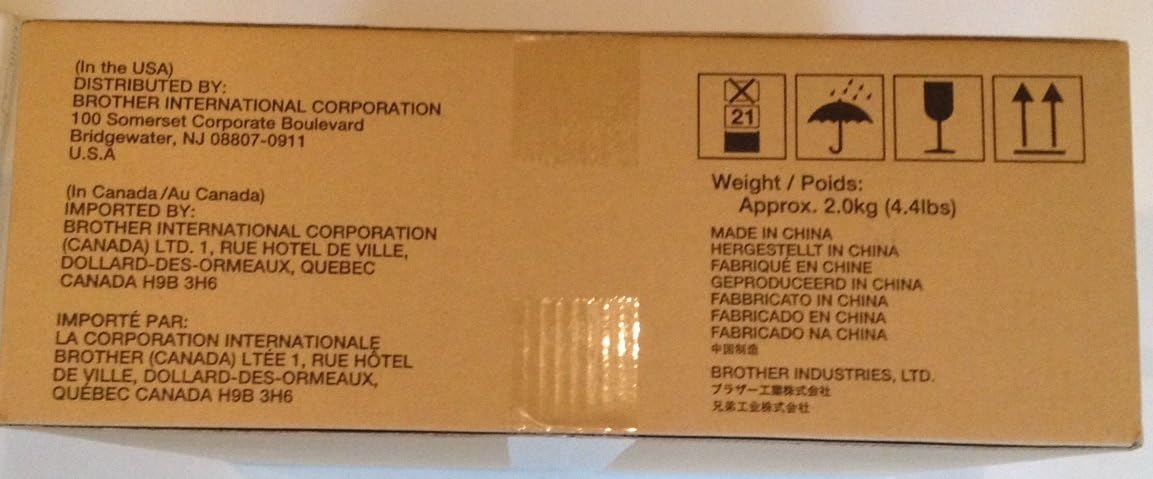 (In the USA)
DISTRIBUTED BY:
BROTHER INTERNATIONAL CORPORATION
100 Somerset Corporate Boulevard
Bridgewater, NJ 08807-0911
U.S.A
(In Canada/Au Canada)
IMPORTED BY:
BROTHER INTERNATIONAL CORPORATION
(CANADA) LTD. 1, RUE HOTEL DE VILLE,
DOLLARD-DES-ORMEAUX, QUEBEC
CANADA H9B 3H6
IMPORTÉ PAR:
LA CORPORATION INTERNATIONALE
BROTHER (CANADA) LTÉE 1, RUE HÔTEL
DE VILLE, DOLLARD-DES-ORMEAUX,
QUÉBEC CANADA H9B 3H6
21
Weight / Poids:
Approx. 2.0kg (4.4lbs)
MADE IN CHINA
HERGESTELLT IN CHINA
FABRIQUÉ EN CHINE
GEPRODUCEERD IN CHINA
FABBRICATO IN CHINA
FABRICADO EN CHINA
FABRICADO NA CHINA
中国制造
BROTHER INDUSTRIES, LTD.
ブラザー工業株式会社
兄弟工业株式会社